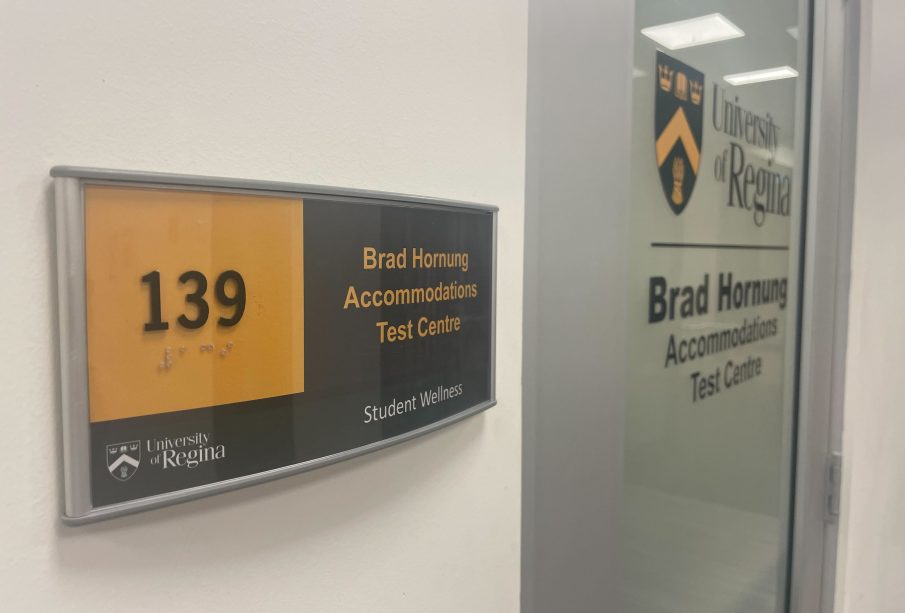 139
Brad Hornung
Accommodations
Test Centre
Student Wellness
University
of Regina
University
of Regina
Brad Hornung
Accommodations
Test Centre